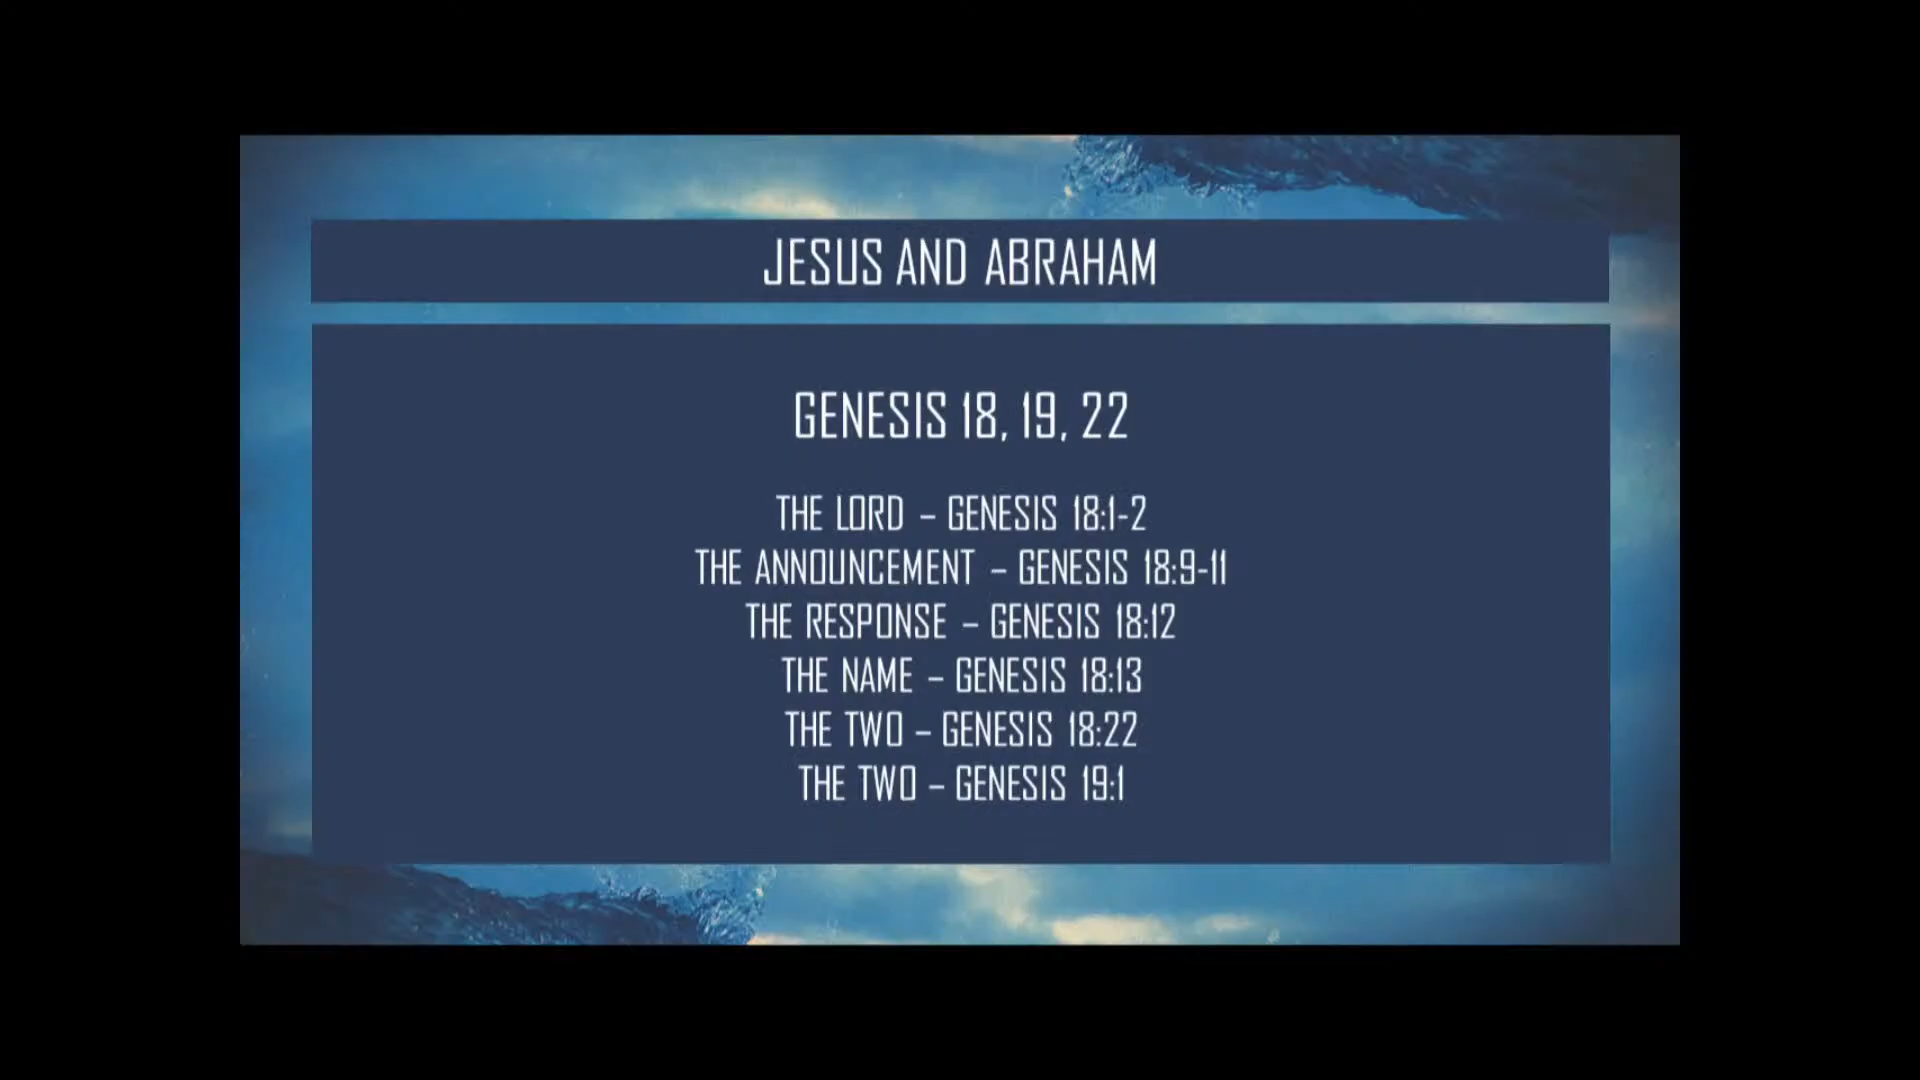 JESUS AND ABRAHAM
GENESIS 18, 19, 22
THE LORD – GENESIS 18:1-2
THE ANNOUNCEMENT – GENESIS 18:9-11
THE RESPONSE – GENESIS 18:12
THE NAME – GENESIS 18:13
THE TWO – GENESIS 18:22
THE TWO – GENESIS 19:1